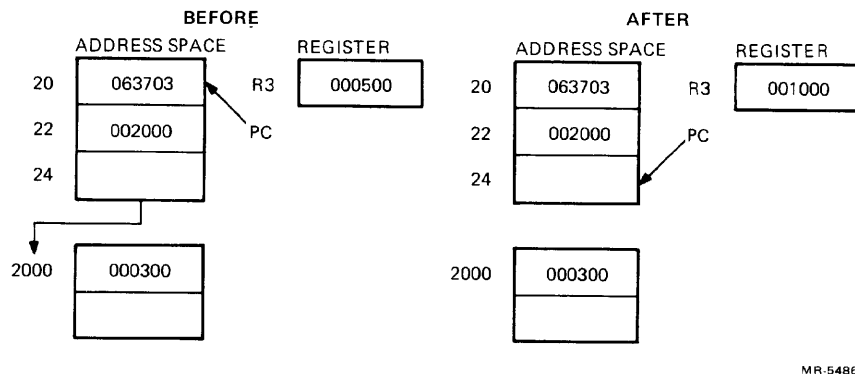 BEFORE
AFTER
ADDRESS SPACE
REGISTER
ADDRESS SPACE
REGISTER
20
063703
R3
000500
20
063703
R3
001000
22
002000
PC
22
002000
PC
24
24
2000
000300
2000
000300
MR-5486